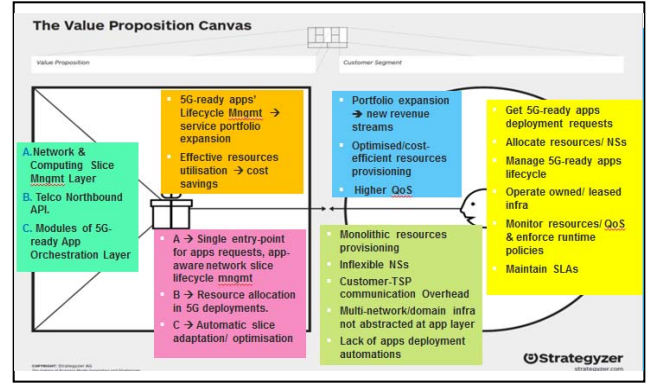 The Value Proposition Canvas
Value Proposition
Customer Segment
A.Network &
Computing Slice
Mngmt Layer
B. Telco Northbound
API.
C. Modules of 5G-
ready App
Orchestration Layer
5G-ready apps'
Lifecycle Mngmt →
service portfolio
expansion
Effective resources
utilisation → cost
savings
A → Single entry-point
for apps requests, app-
aware network slice
lifecycle mngmt
B → Resource allocation
in 5G deployments.
C → Automatic slice
adaptation/ optimisation
Portfolio expansion
→ new revenue
streams
Optimised/cost-
efficient resources
provisioning
Higher QoS
Monolithic resources
provisioning
Inflexible NSs
Customer-TSP
communication Overhead
Multi-network/domain infra
not abstracted at app layer
Lack of apps deployment
automations
Get 5G-ready apps
deployment requests
Allocate resources/ NSs
Manage 5G-ready apps
lifecycle
Operate owned/ leased
infra
Monitor resources/ QoS
& enforce runtime
policies
Maintain SLAs
COPYRIGHT: Strategyzer AG
Strategyzer
strategyzer.com